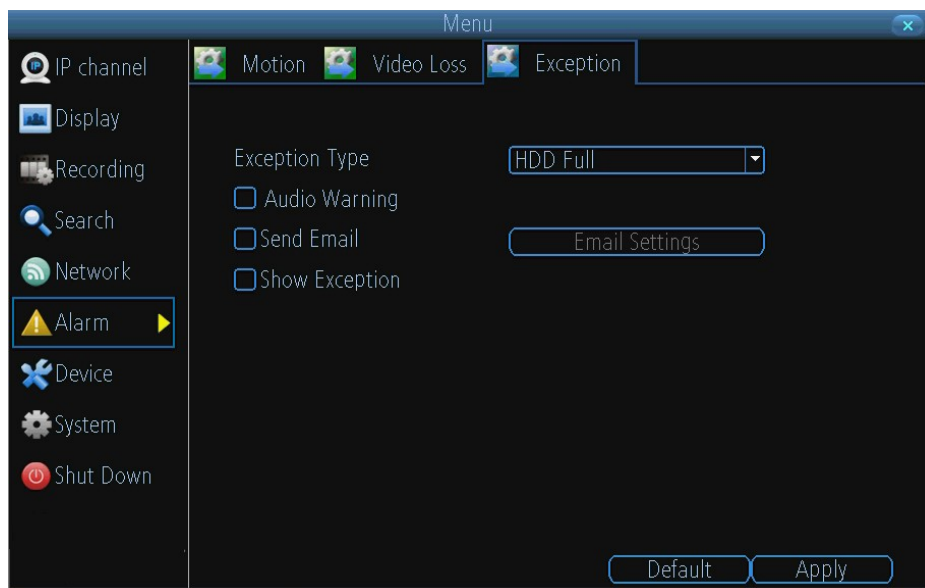 Menu
IP channel
Display
Recording
Search
Network
Alarm
Device
System
Shut Down
Motion Video Loss Exception
Exception Type HDD Full
Audio Warning
Send Email Email Settings
Show Exception
Default Apply